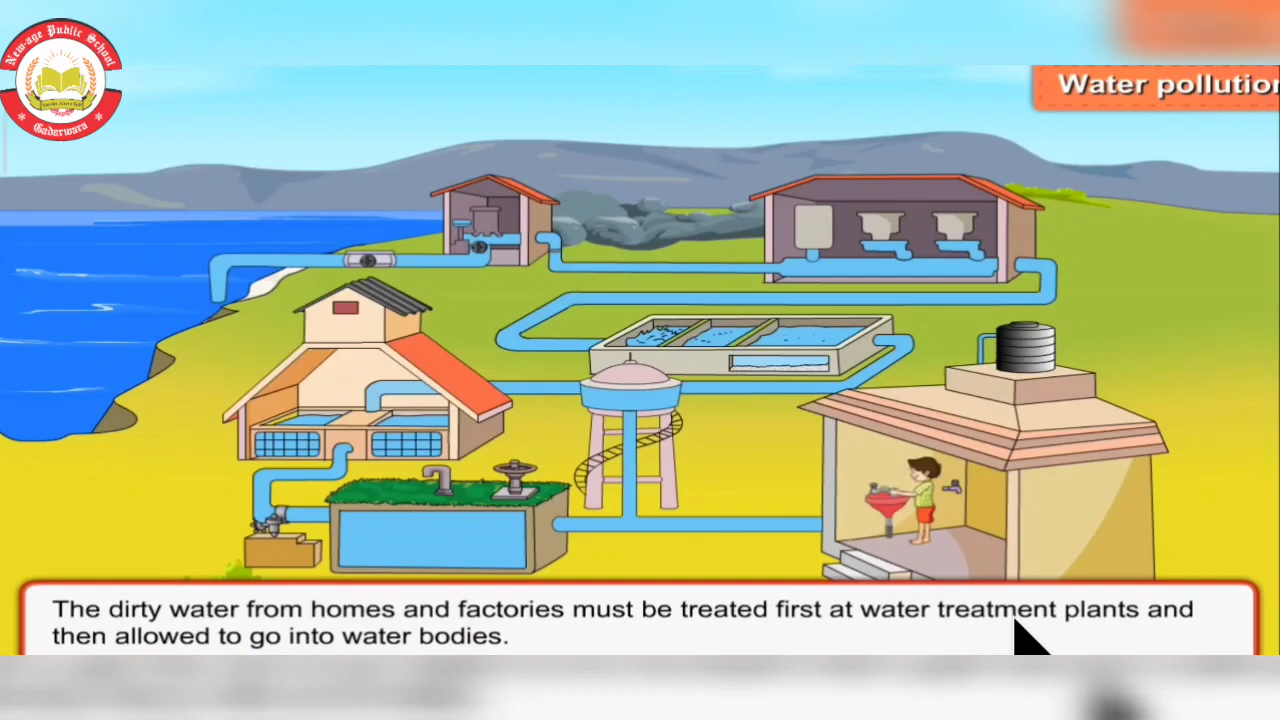 New-age Public School
Gadarwara
Water pollution
The dirty water from homes and factories must be treated first at water treatment plants and
then allowed to go into water bodies.